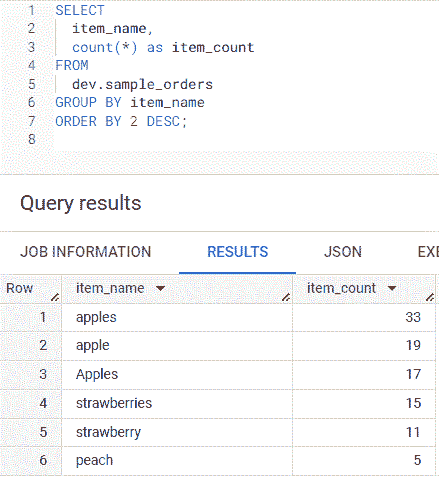 1 SELECT
2 item_name,
3 count(*) as item_count
4 FROM
5 dev.sample_orders
6 GROUP BY item_name
7 ORDER BY 2 DESC;
8
Query results
JOB INFORMATION RESULTS JSON EXE
Row item_name item_count
1 apples 33
2 apple 19
3 Apples 17
4 strawberries 15
5 strawberry 11
6 peach 5